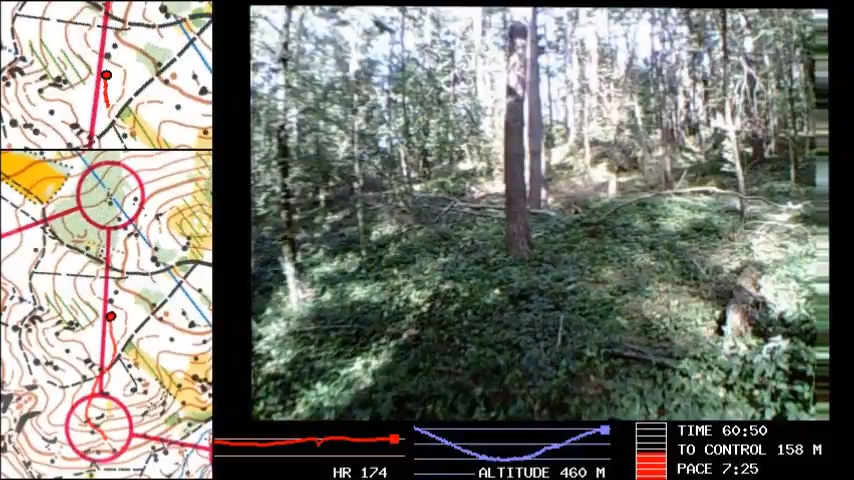 TIME 60:50
TO CONTROL 158 M
HR 174
ALTITUDE 460 M
PACE 7:25